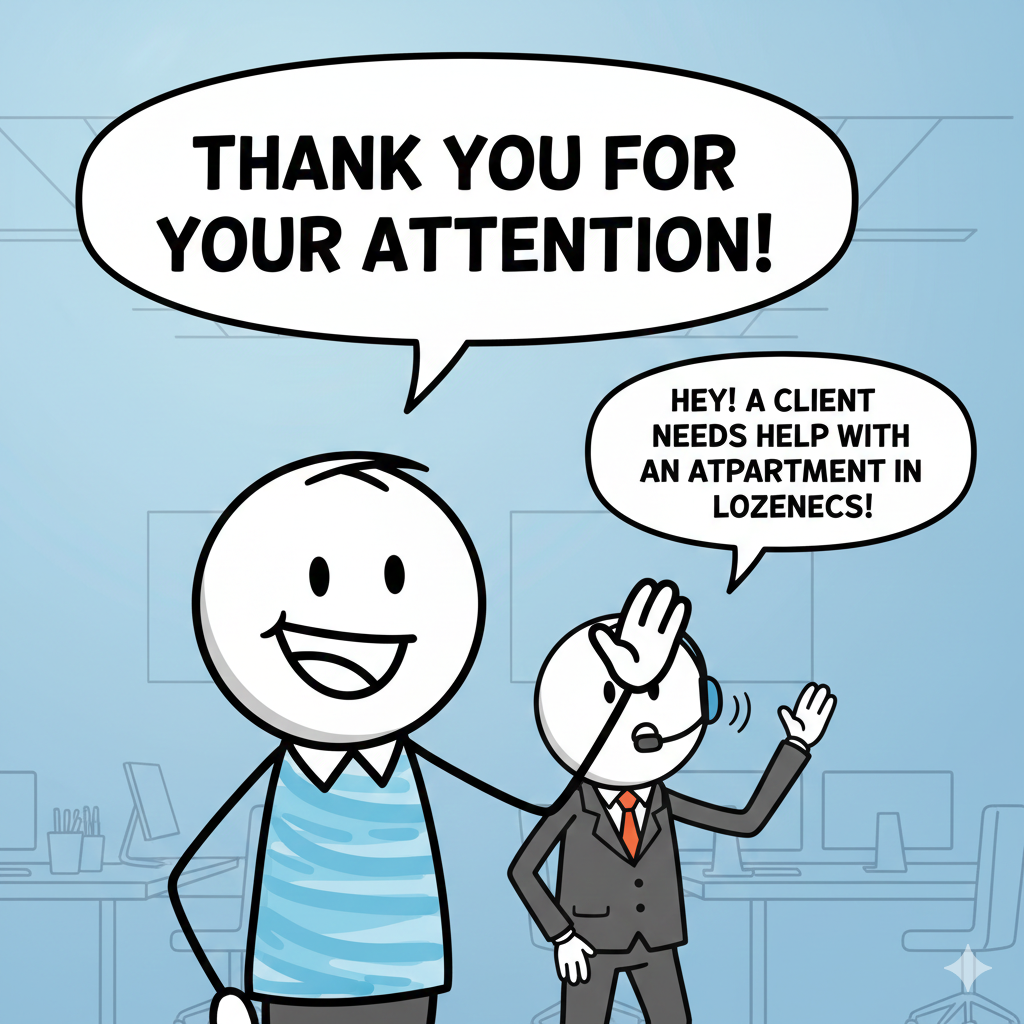 THANK YOU FOR
YOUR ATTENTION!
HEY! A CLIENT
NEEDS HELP WITH
AN ATPARTMENT IN
LOZENECS!